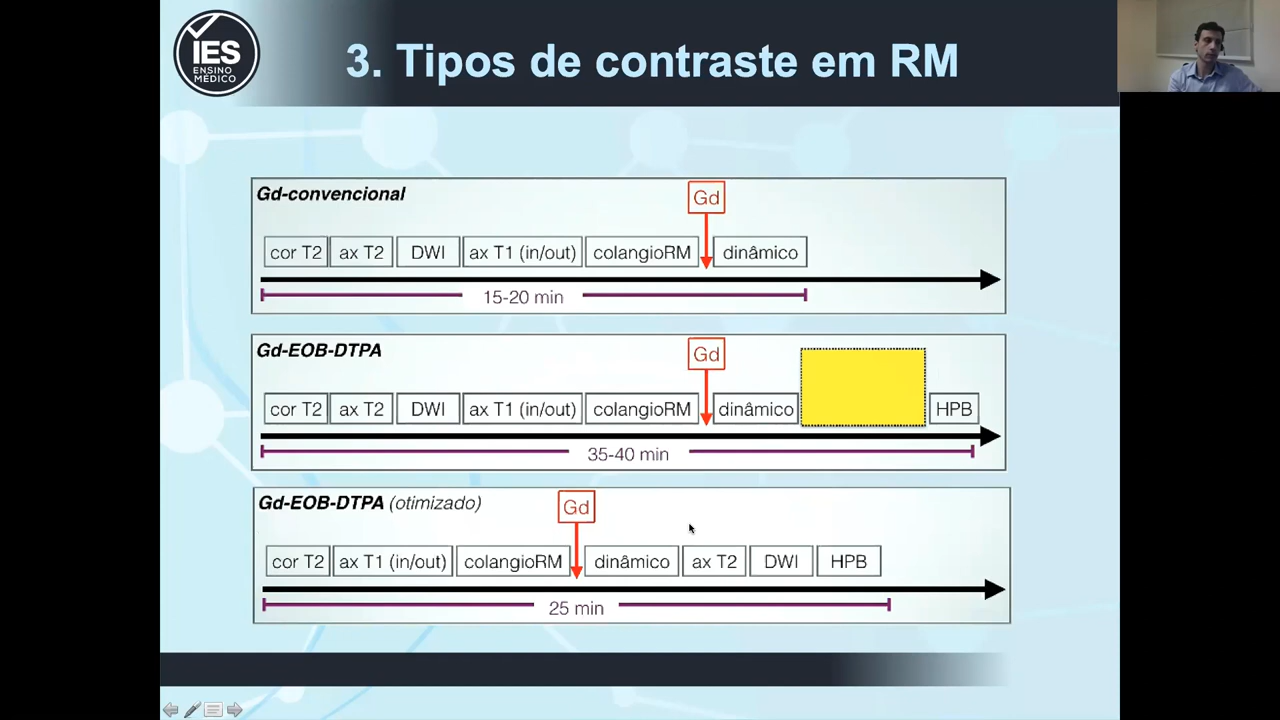 IES
ENSINO
MÉDICO
3. Tipos de contraste em RM
Gd-convencional
Gd
cor T2 ax T2 DWI ax T1 (in/out) colangioRM dinâmico
15-20 min
Gd-EOB-DTPA
Gd
cor T2 ax T2 DWI ax T1 (in/out) colangioRM dinâmico HPB
35-40 min
Gd-EOB-DTPA (otimizado)
Gd
cor T2 ax T1 (in/out) colangioRM dinâmico ax T2 DWI HPB
25 min